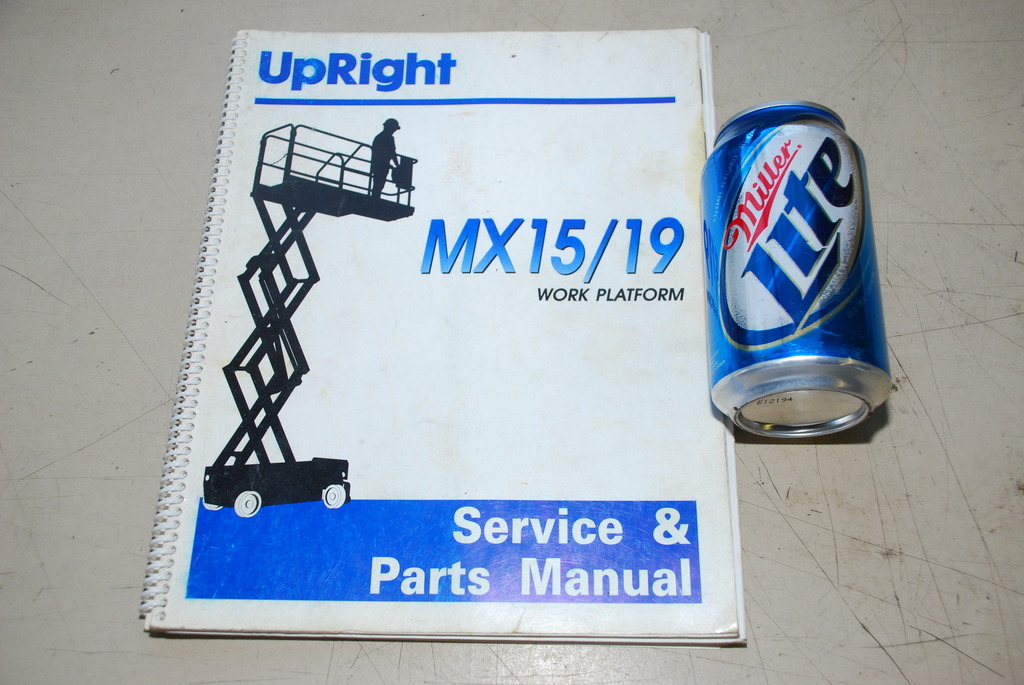 UpRight
MX15/19
WORK PLATFORM
Service &
Parts Manual
Miller
Lite
E12194